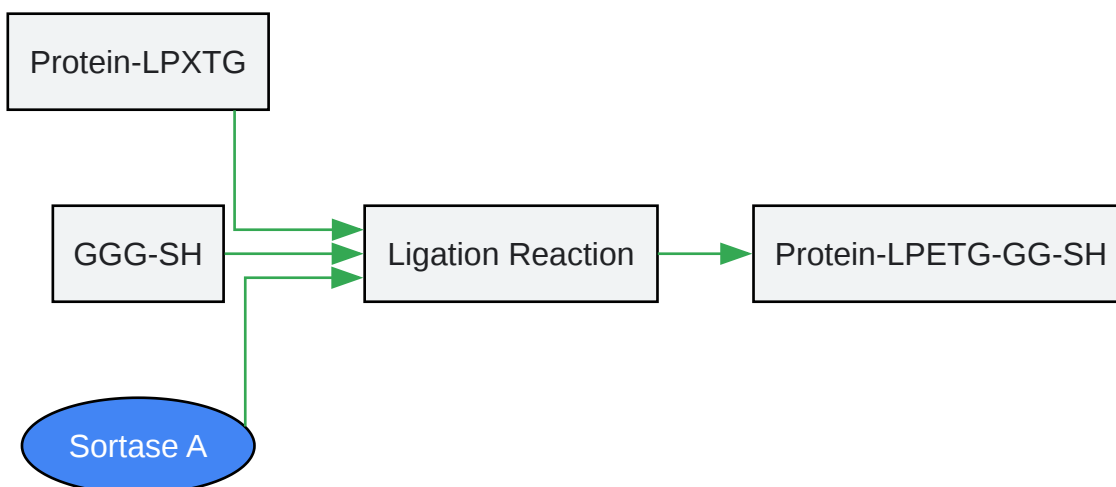 Protein-LPXTG
GGG-SH
Ligation Reaction
Protein-LPETG-GG-SH
Sortase A